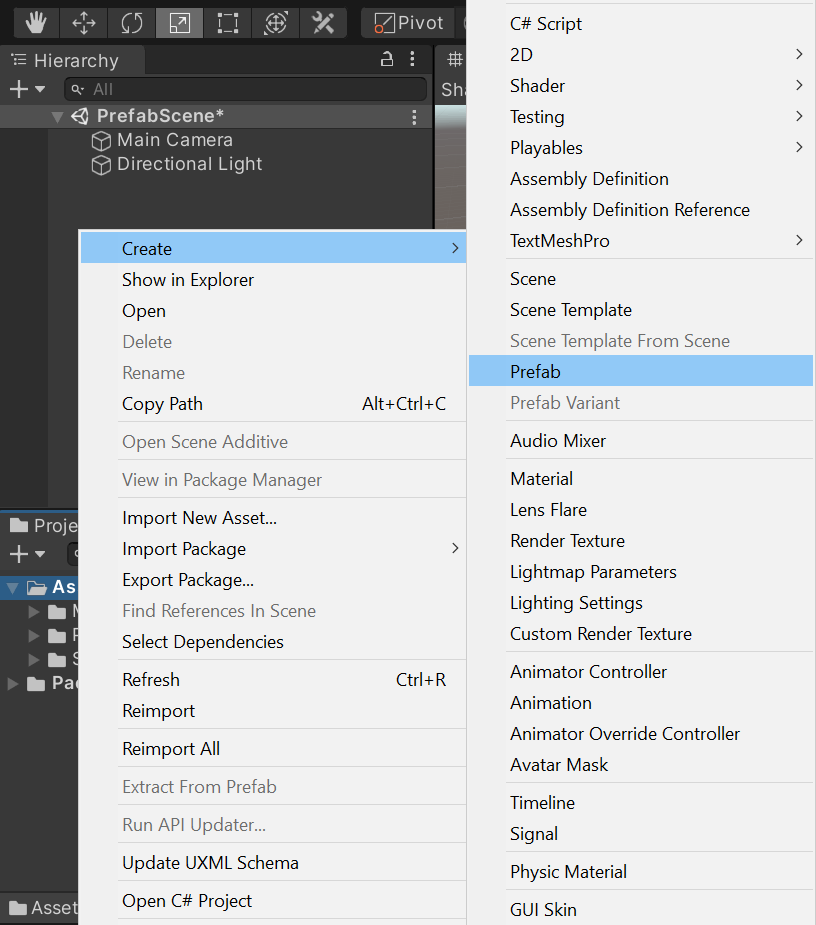 Pivot
Hierarchy
All
Sha
PrefabScene*
Main Camera
Directional Light
Create
Show in Explorer
Open
Delete
Rename
Copy Path Alt+Ctrl+C
Open Scene Additive
View in Package Manager
Import New Asset...
Import Package
Export Package...
Find References In Scene
Select Dependencies
Refresh Ctrl+R
Reimport
Reimport All
Extract From Prefab
Run API Updater...
Update UXML Schema
Open C# Project
C# Script
2D
Shader
Testing
Playables
Assembly Definition
Assembly Definition Reference
TextMeshPro
Scene
Scene Template
Scene Template From Scene
Prefab
Prefab Variant
Audio Mixer
Material
Lens Flare
Render Texture
Lightmap Parameters
Lighting Settings
Custom Render Texture
Animator Controller
Animation
Animator Override Controller
Avatar Mask
Timeline
Signal
Physic Material
GUI Skin
Proje
As
Pac
Asset